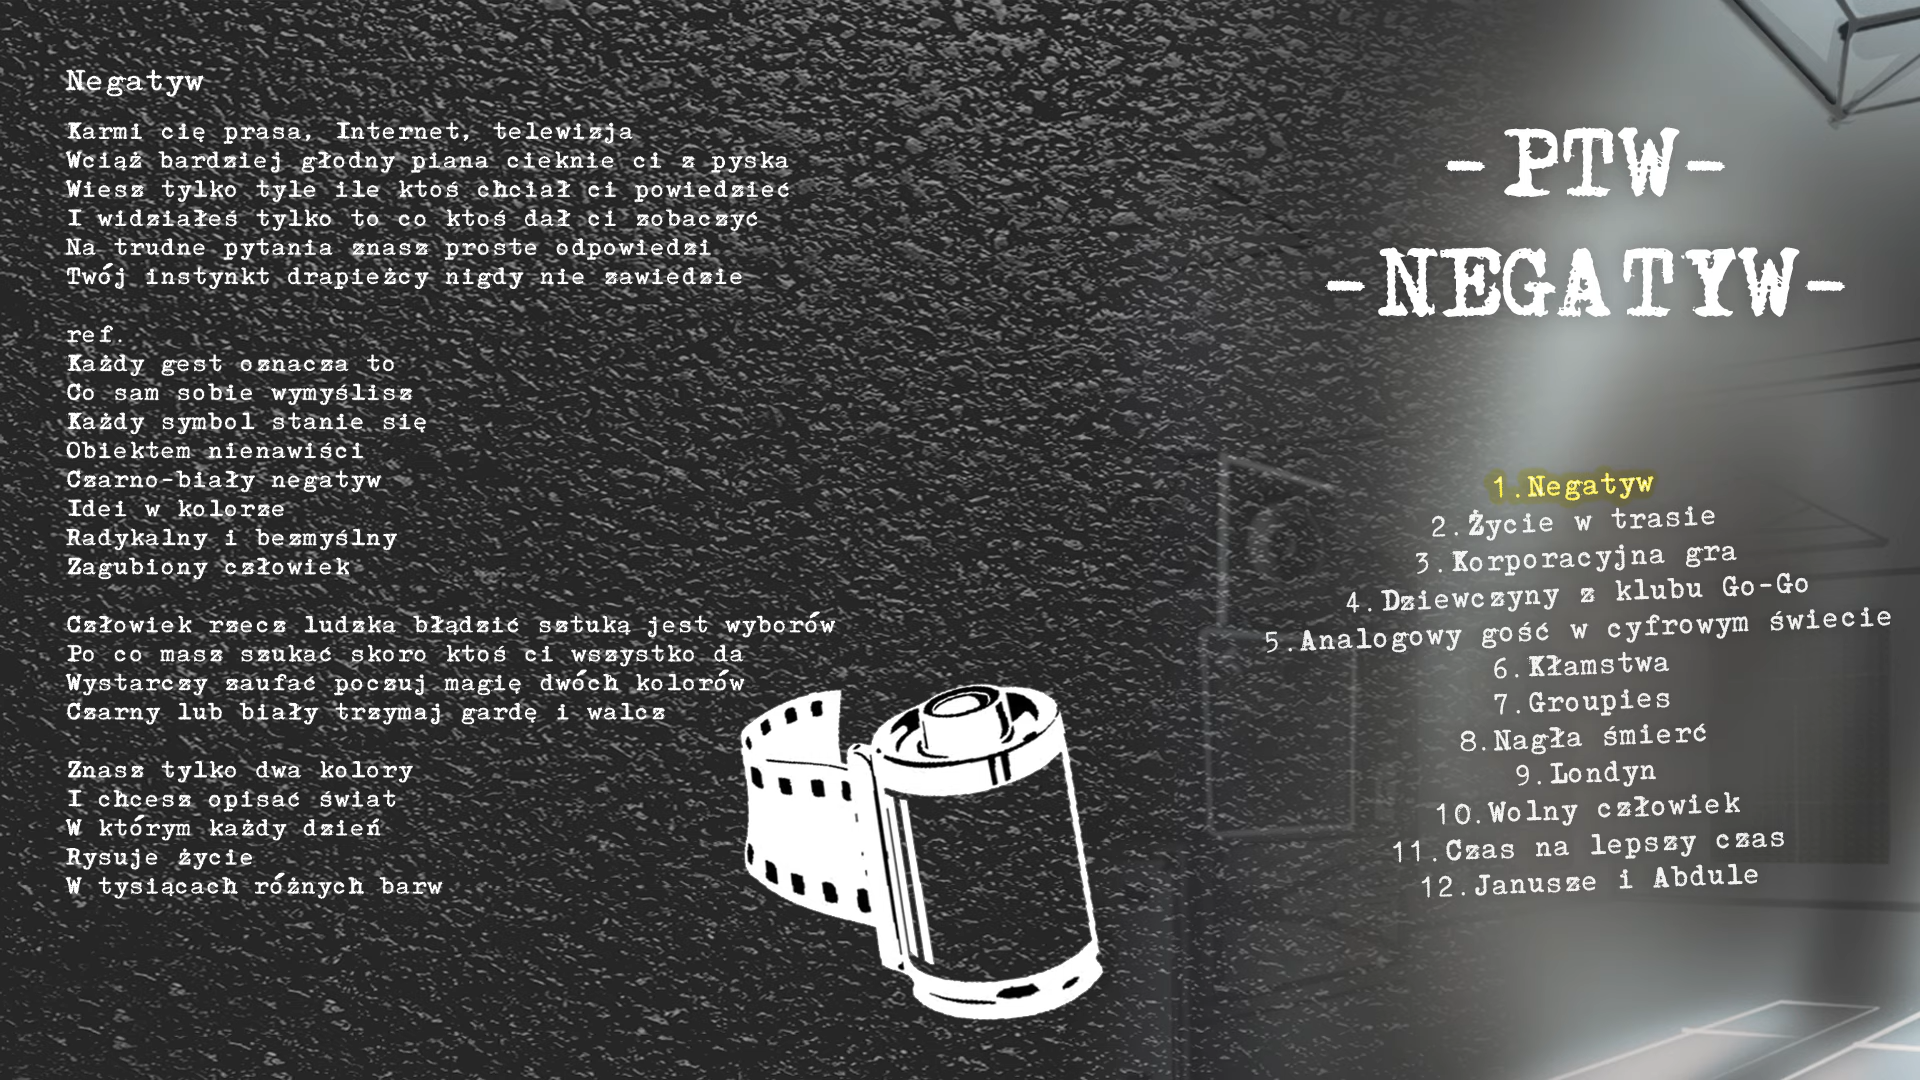 Negatyw
Karmi cię prasa, Internet, telewizja
Wciąż bardziej głodny piana cieknie ci z pyska
Wiesz tylko tyle ile ktoś chciał ci powiedzieć
I widziałeś tylko to co ktoś dał ci zobaczyć
Na trudne pytania znasz proste odpowiedzi
Twój instynkt drapieżcy nigdy nie zawiedzie
ref.
Każdy gest oznacza to
Co sam sobie wymyślisz
Każdy symbol stanie się
Obiektem nienawiści
Czarno-biały negatyw
Idei w kolorze
Radykalny i bezmyślny
Zagubiony człowiek
Człowiek rzecz ludzka błądzić sztuką jest wyborów
Po co masz szukać skoro ktoś ci wszystko da
Wystarczy zaufać poczuj magię dwóch kolorów
Czarny lub biały trzymaj gardę i walcz
Znasz tylko dwa kolory
I chcesz opisać świat
W którym każdy dzień
Rysuje życie
W tysiącach różnych barw
-PTW-
-NEGATYW-
1.Negatyw
2.Życie w trasie
3.Korporacyjna gra
4.Dziewczyny z klubu Go-Go
5.Analogowy gość w cyfrowym świecie
6.Kłamstwa
7.Groupies
8.Nagła śmierć
9.Londyn
10.Wolny człowiek
11.Czas na lepszy czas
12.Janusze i Abdule